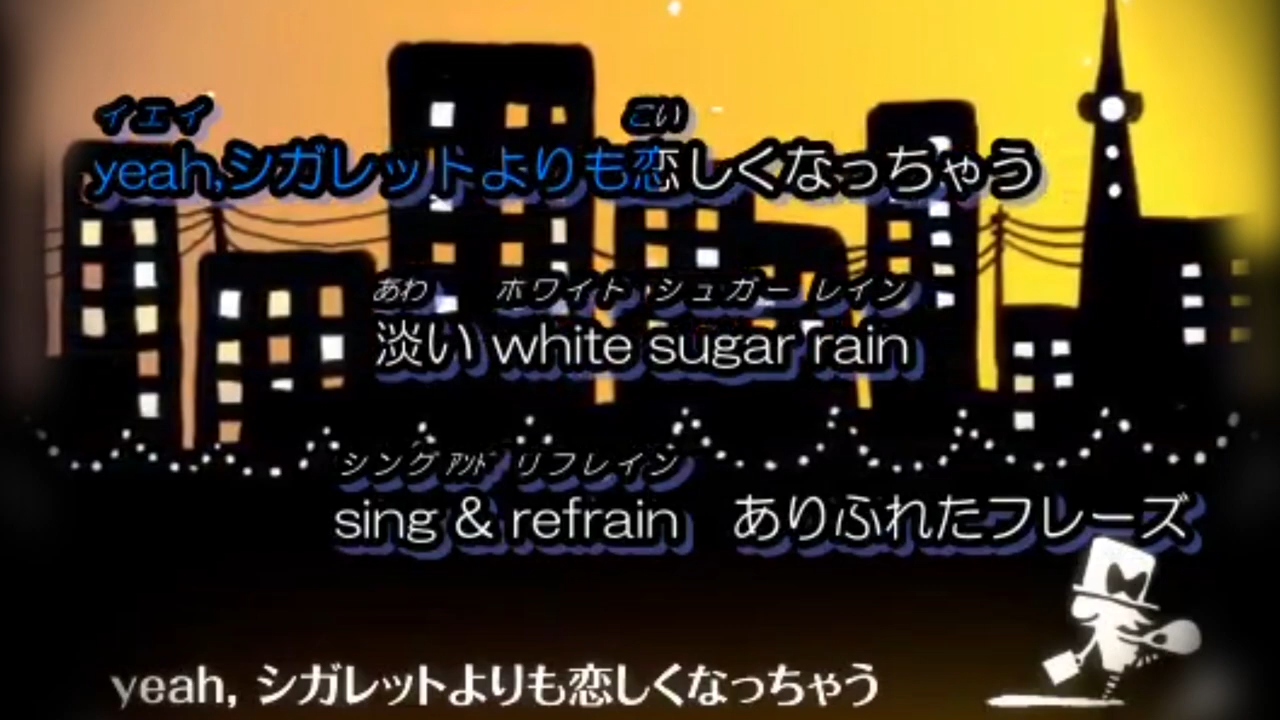 イエイ こい
yeah,シガレットよりも恋しくなっちゃう
あわ ホワイト シュガー レイン
淡い white sugar rain
シング アンド リフレイン
sing & refrain ありふれたフレーズ
yeah, シガレットよりも恋しくなっちゃう